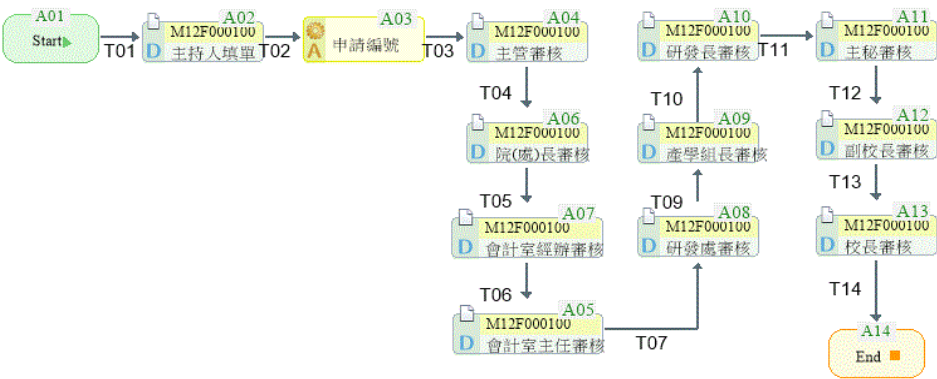 A01
Start
T01
A02
M12F000100
D
主持人填單
T02
A03
A
申請編號
T03
A04
M12F000100
D
主管審核
T04
A06
M12F000100
D
院(處)長審核
T05
A07
M12F000100
D
會計室經辦審核
T06
A05
M12F000100
D
會計室主任審核
T07
A08
M12F000100
D
研發處審核
T09
A09
M12F000100
D
產學組長審核
T10
A10
M12F000100
D
研發長審核
T11
A11
M12F000100
D
主秘審核
T12
A12
M12F000100
D
副校長審核
T13
A13
M12F000100
D
校長審核
T14
A14
End